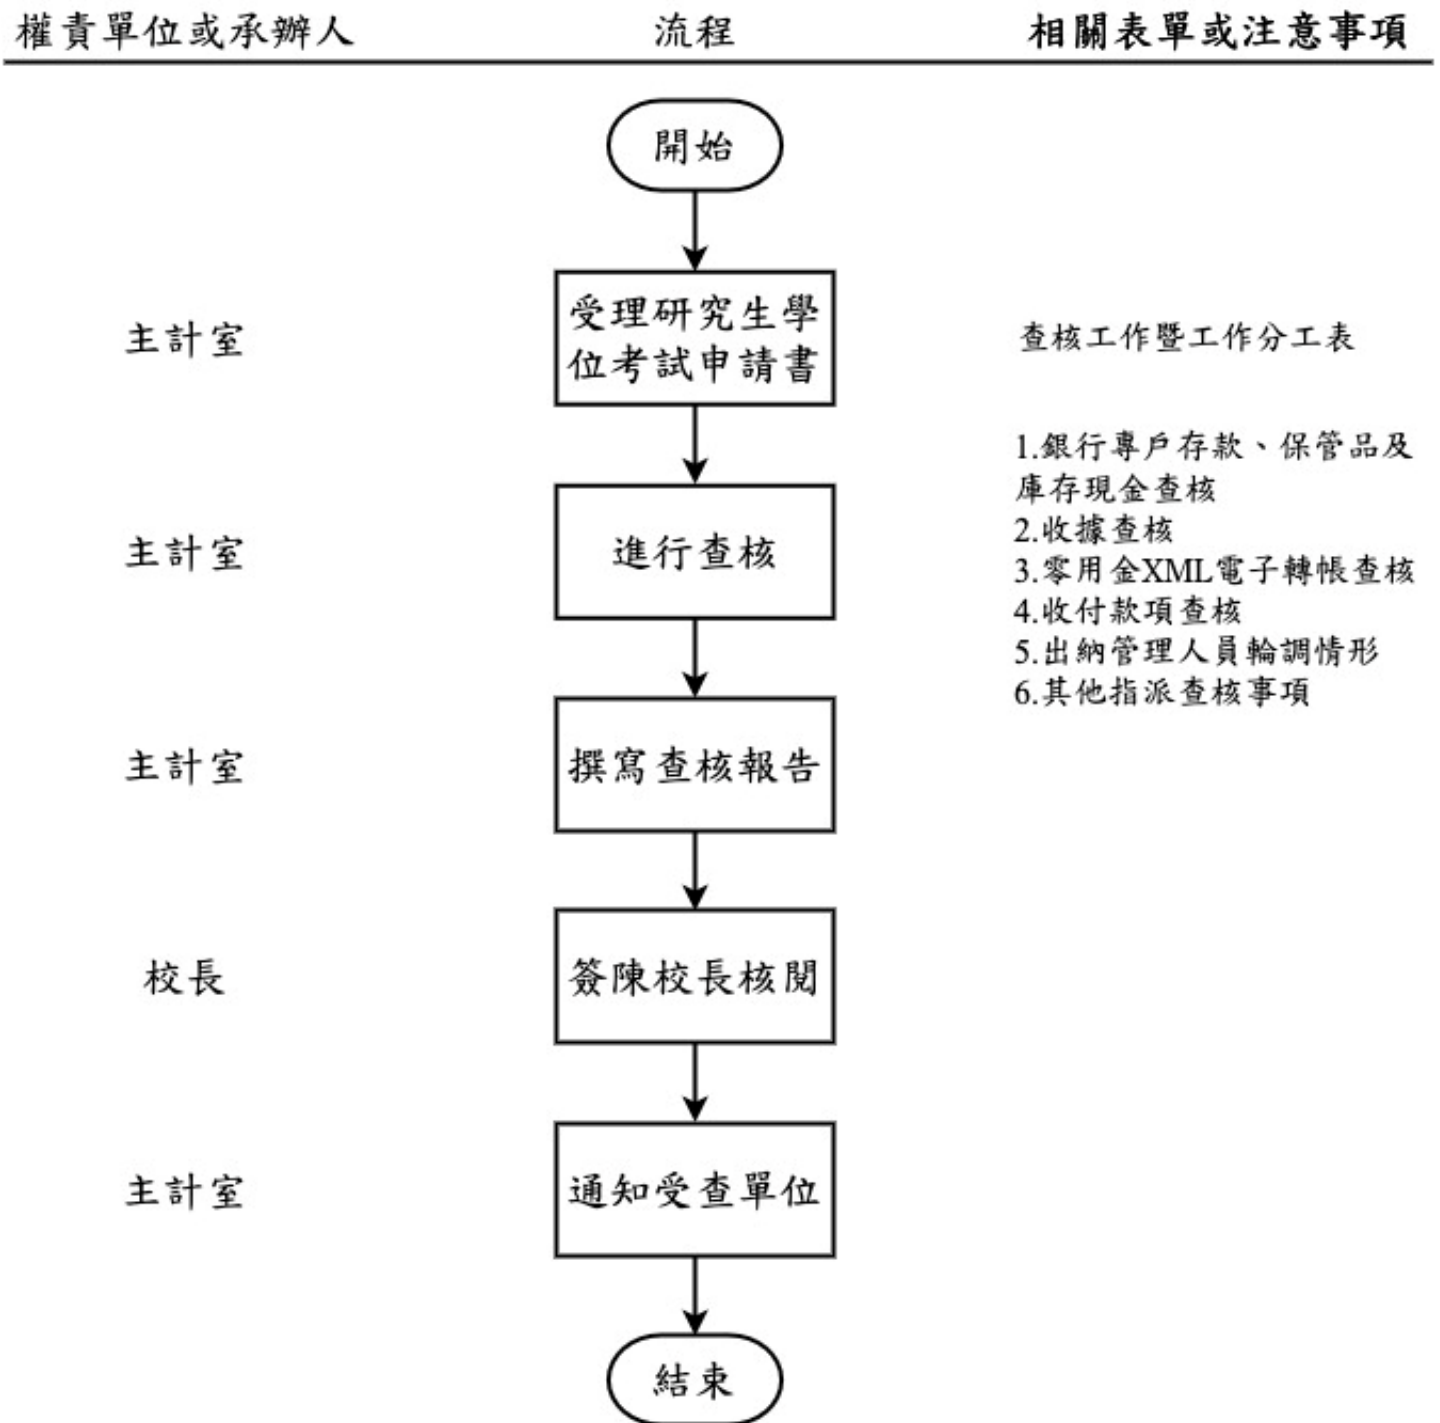 權責單位或承辦人 流程 相關表單或注意事項
開始
主計室
受理研究生學
位考試申請書
查核工作暨工作分工表
主計室
進行查核
1.銀行專戶存款、保管品及
庫存現金查核
2.收據查核
3.零用金XML電子轉帳查核
4.收付款項查核
5.出納管理人員輪調情形
6.其他指派查核事項
主計室
撰寫查核報告
校長
簽陳校長核閱
主計室
通知受查單位
結束